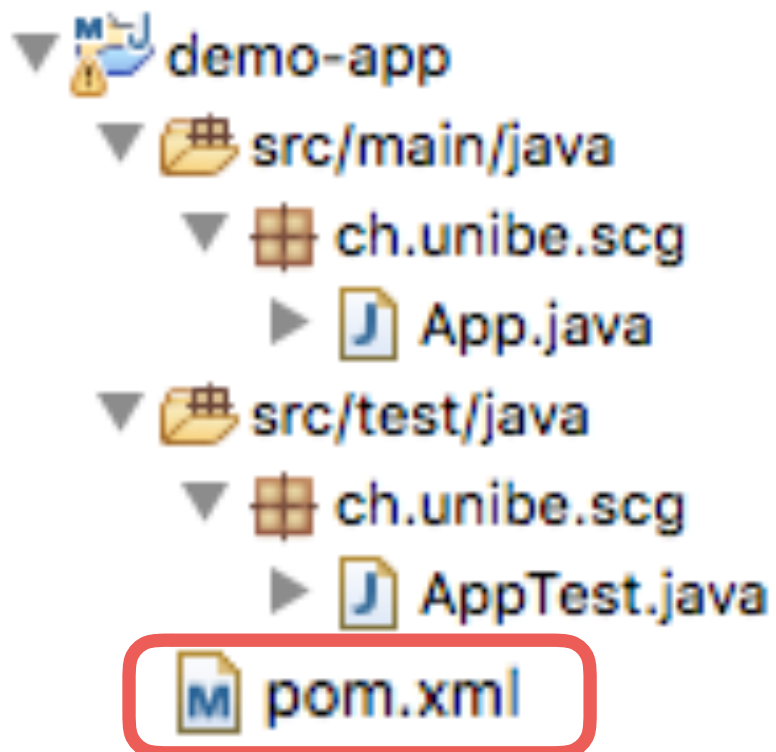 demo-app
src/main/java
ch.unibe.scg
App.java
src/test/java
ch.unibe.scg
AppTest.java
pom.xml